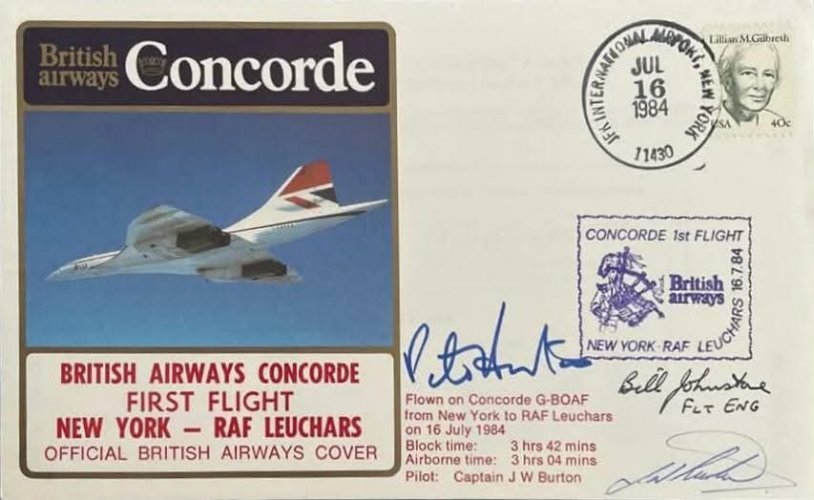 British
airways
Concorde
BRITISH AIRWAYS CONCORDE
FIRST FLIGHT
NEW YORK – RAF LEUCHARS
OFFICIAL BRITISH AIRWAYS COVER
JFK INTERNATIONAL AIRPORT, NEW YORK
JUL
16
1984
11430
Lillian M. Gilbreth
USA 40c
CONCORDE 1st FLIGHT
British
airways
NEW YORK - RAF LEUCHARS 16.7.84
Flown on Concorde G-BOAF
from New York to RAF Leuchars
on 16 July 1984
Block time: 3 hrs 42 mins
Airborne time: 3 hrs 04 mins
Pilot: Captain J W Burton
Bill Johnstone
FLT ENG